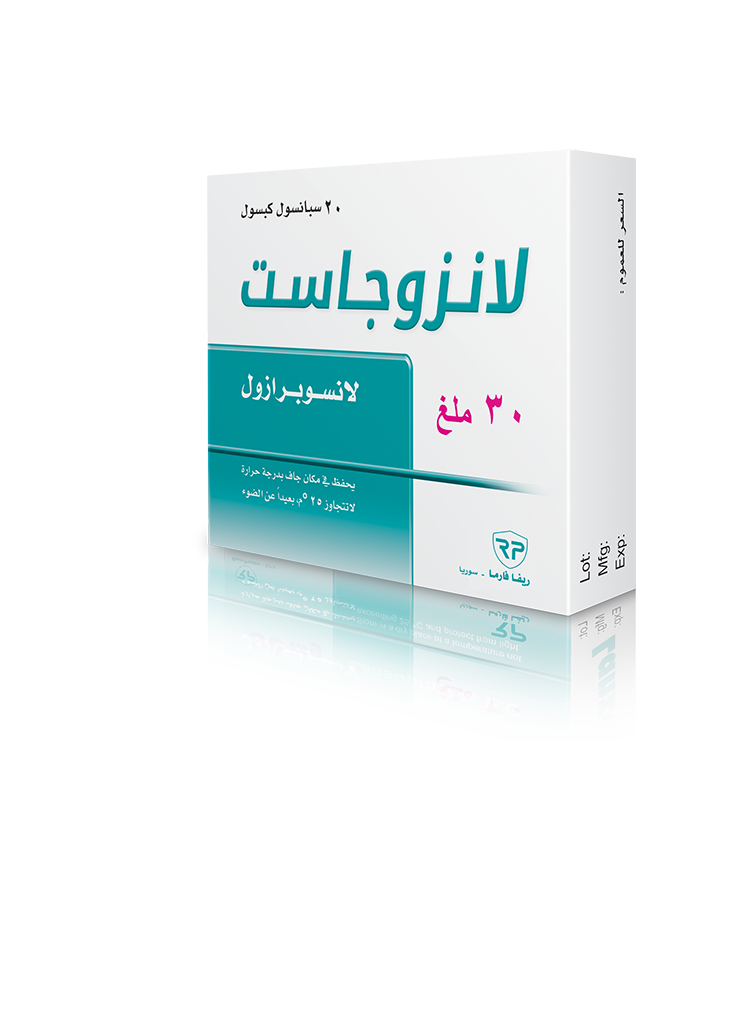 ٢٠ سبانسول كبسول
لانزوجاست
لانسوبرازول
٣٠ ملغ
يحفظ في مكان جاف بدرجة حرارة
لاتتجاوز ٢٥ °م، بعيداً عن الضوء
RP
ريفا فارما - سوريا
السعر للعموم :
Lot:
Mfg:
Exp: